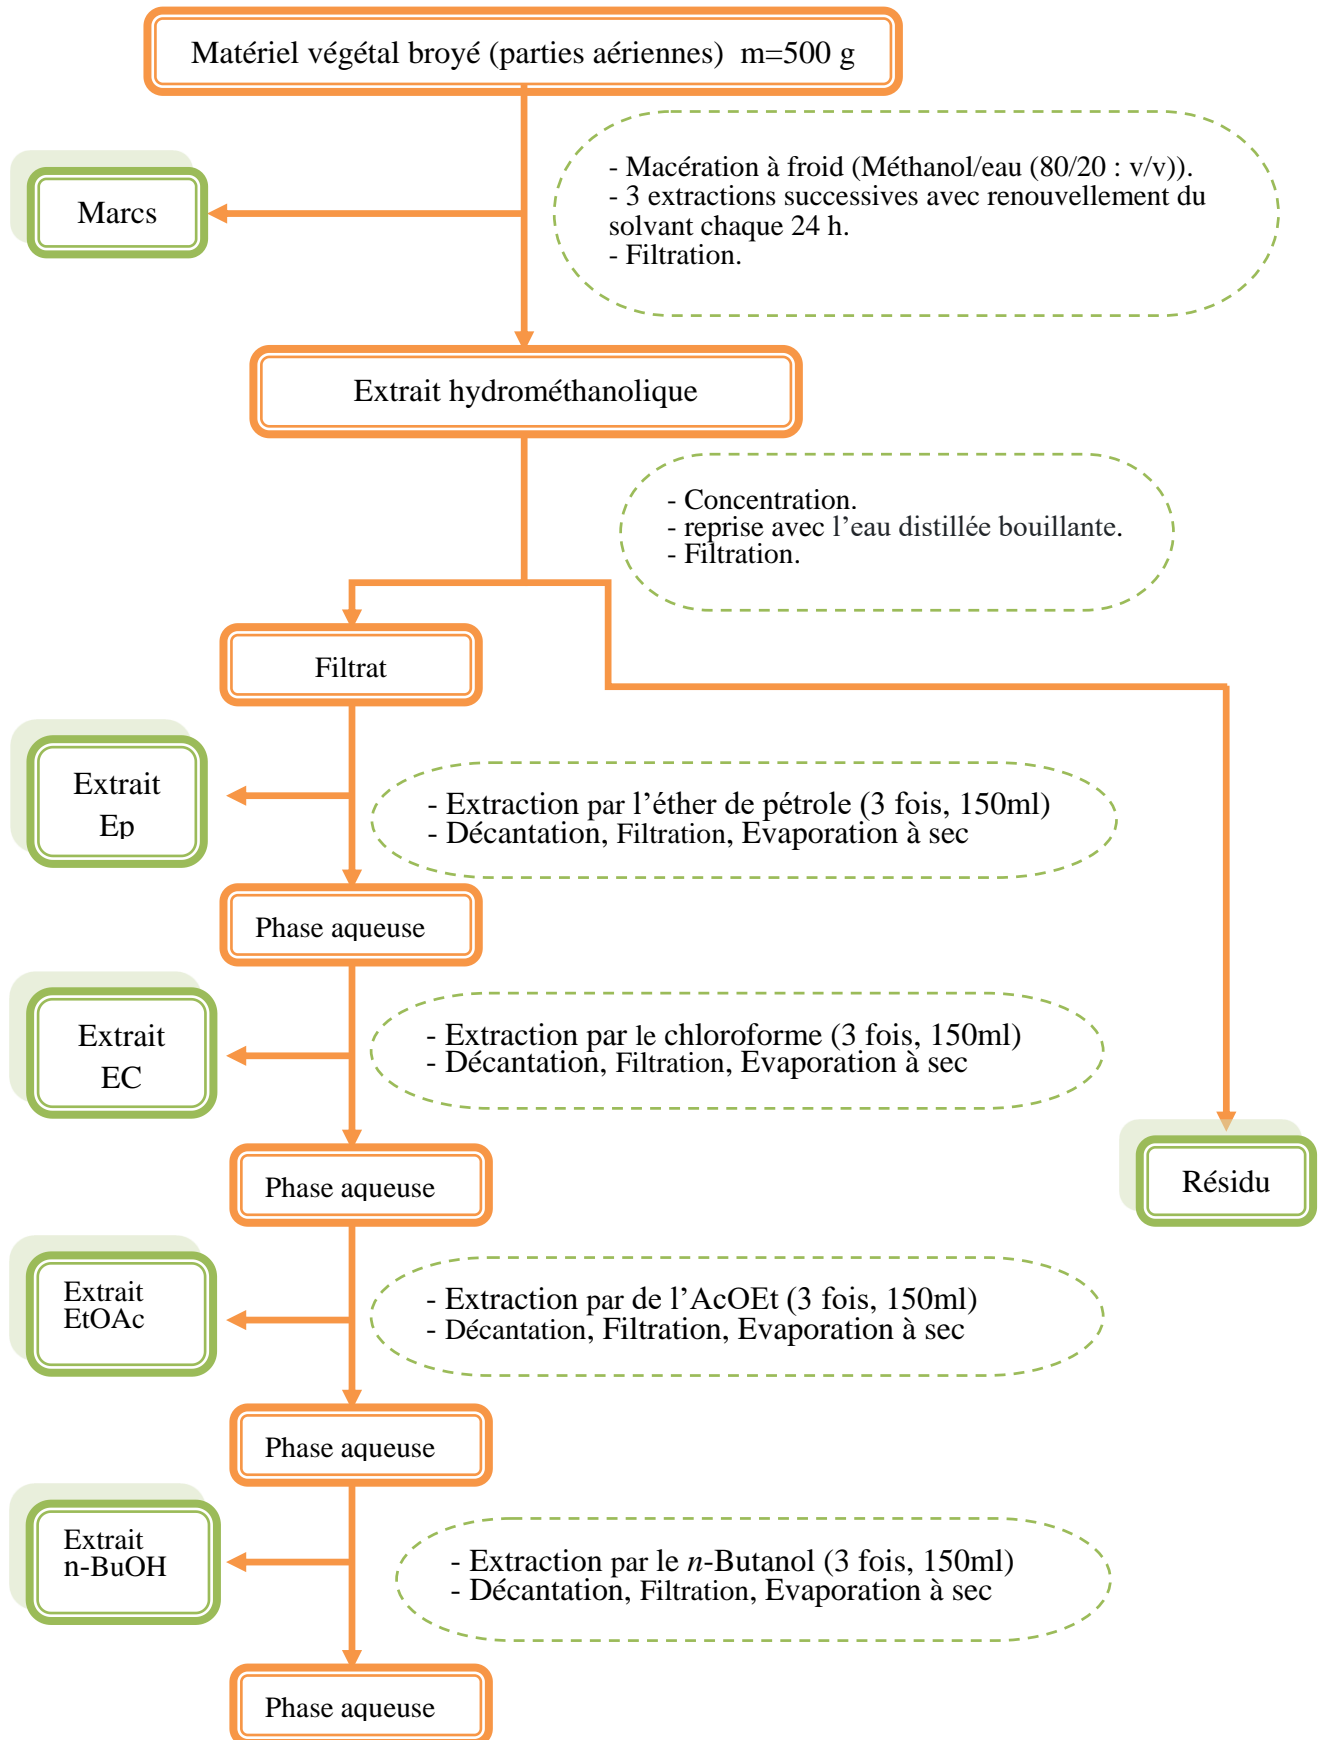 Matériel végétal broyé (parties aériennes) m=500 g
- Macération à froid (Méthanol/eau (80/20 : v/v)).
- 3 extractions successives avec renouvellement du
solvant chaque 24 h.
- Filtration.
Marcs
Extrait hydrométhanolique
- Concentration.
- reprise avec l’eau distillée bouillante.
- Filtration.
Filtrat
Extrait
Ep
- Extraction par l’éther de pétrole (3 fois, 150ml)
- Décantation, Filtration, Evaporation à sec
Phase aqueuse
Extrait
EC
- Extraction par le chloroforme (3 fois, 150ml)
- Décantation, Filtration, Evaporation à sec
Phase aqueuse
Résidu
Extrait
EtOAc
- Extraction par de l’AcOEt (3 fois, 150ml)
- Décantation, Filtration, Evaporation à sec
Phase aqueuse
Extrait
n-BuOH
- Extraction par le n-Butanol (3 fois, 150ml)
- Décantation, Filtration, Evaporation à sec
Phase aqueuse